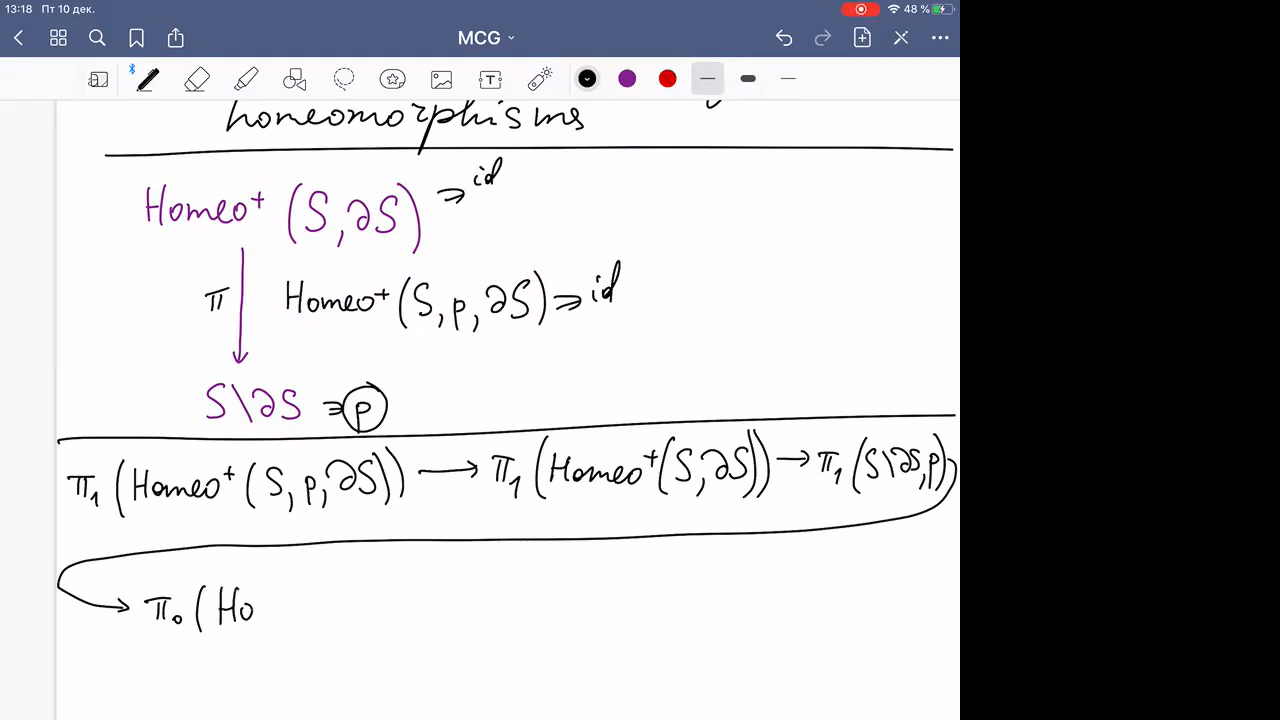 13:18 Пт 10 дек. 48 %
MCG
homeomorphisms
Homeo⁺ (S,∂S) ⇒ id
π Homeo⁺ (S, p, ∂S) ⇒ id
S\∂S ∋ p
π₁ (Homeo⁺ (S, p, ∂S)) ⟶ π₁ (Homeo⁺(S,∂S)) → π₁ (S\∂S, p)
→ π₀ ( Ho